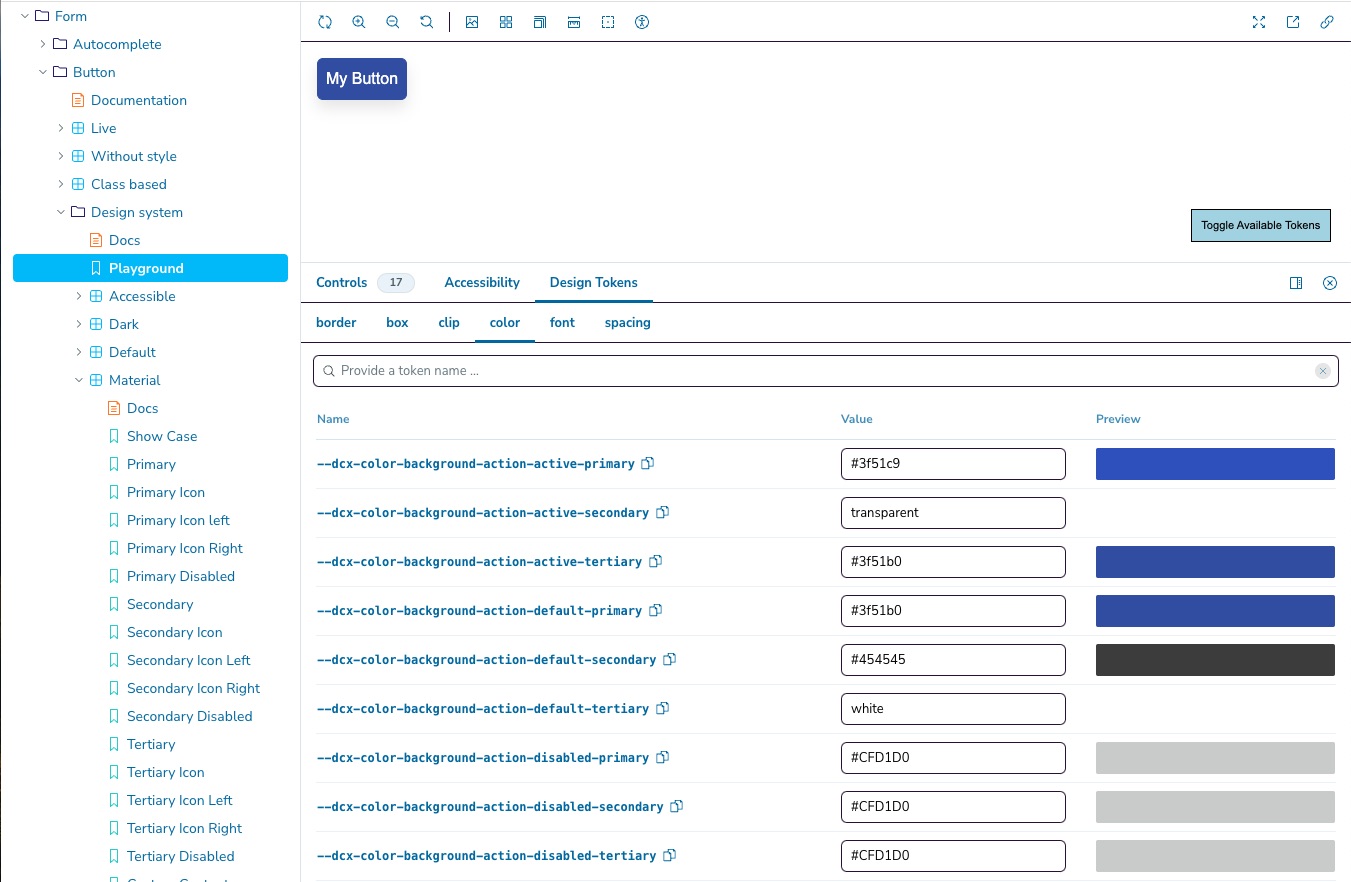 Form
Autocomplete
Button
Documentation
Live
Without style
Class based
Design system
Docs
Playground
Accessible
Dark
Default
Material
Docs
Show Case
Primary
Primary Icon
Primary Icon left
Primary Icon Right
Primary Disabled
Secondary
Secondary Icon
Secondary Icon Left
Secondary Icon Right
Secondary Disabled
Tertiary
Tertiary Icon
Tertiary Icon Left
Tertiary Icon Right
Tertiary Disabled
My Button
Toggle Available Tokens
Controls 17 Accessibility Design Tokens
border box clip color font spacing
Provide a token name ...
Name Value Preview
--dcx-color-background-action-active-primary #3f51c9
--dcx-color-background-action-active-secondary transparent
--dcx-color-background-action-active-tertiary #3f51b0
--dcx-color-background-action-default-primary #3f51b0
--dcx-color-background-action-default-secondary #454545
--dcx-color-background-action-default-tertiary white
--dcx-color-background-action-disabled-primary #CFD1D0
--dcx-color-background-action-disabled-secondary #CFD1D0
--dcx-color-background-action-disabled-tertiary #CFD1D0